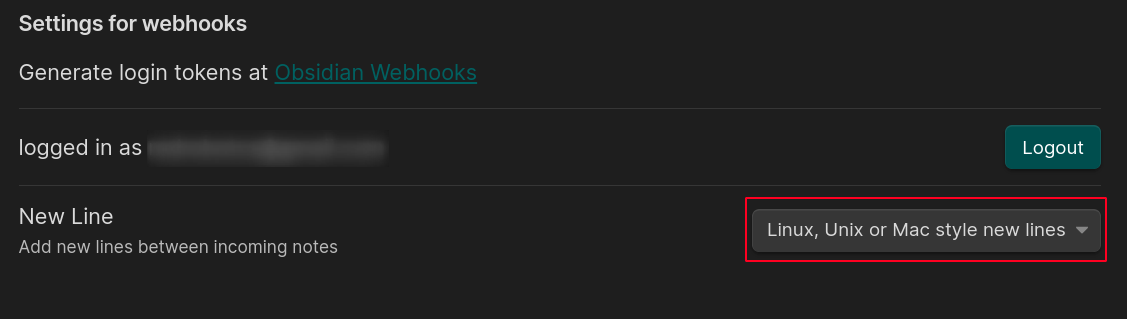 Settings for webhooks
Generate login tokens at Obsidian Webhooks
logged in as
Logout
New Line
Add new lines between incoming notes
Linux, Unix or Mac style new lines